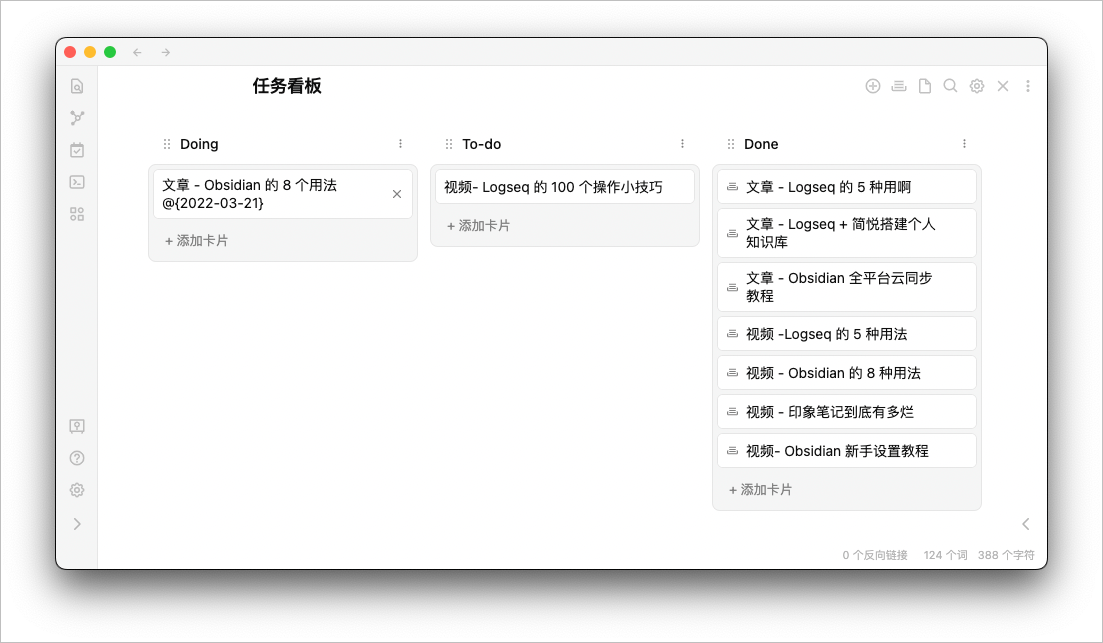 任务看板
Doing
文章 - Obsidian 的 8 个用法
@{2022-03-21}
+ 添加卡片
To-do
视频- Logseq 的 100 个操作小技巧
+ 添加卡片
Done
文章 - Logseq 的 5 种用啊
文章 - Logseq + 简悦搭建个人
知识库
文章 - Obsidian 全平台云同步
教程
视频 -Logseq 的 5 种用法
视频 - Obsidian 的 8 种用法
视频 - 印象笔记到底有多烂
视频- Obsidian 新手设置教程
+ 添加卡片
0 个反向链接 124 个词 388 个字符